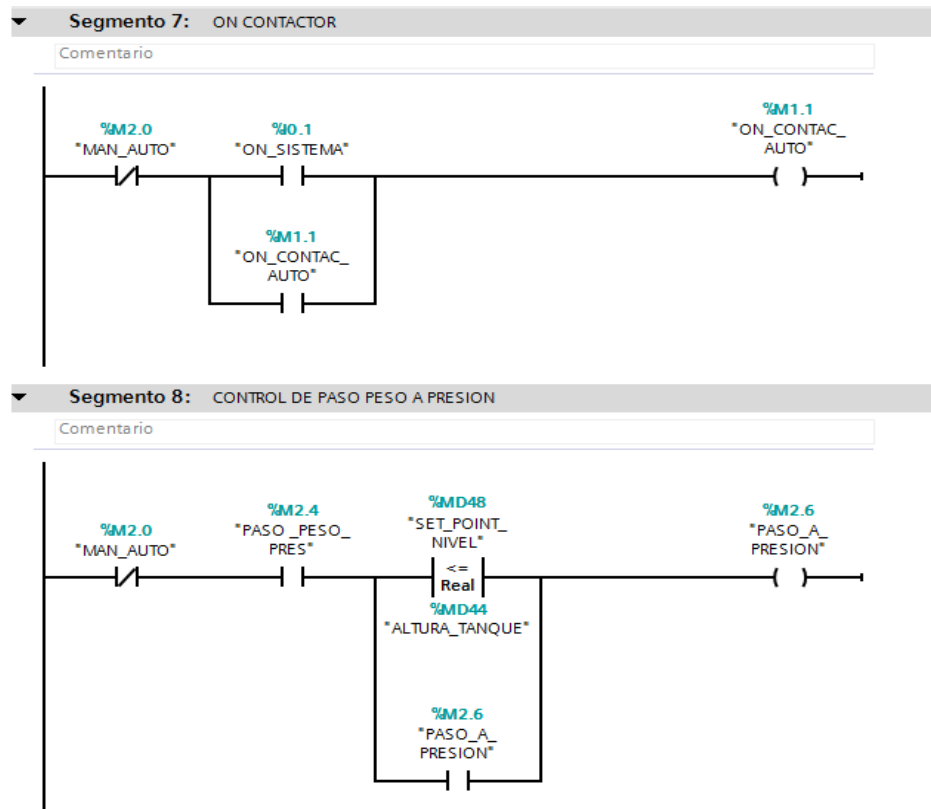 Segmento 7: ON CONTACTOR
Comentario
%M2.0
"MAN_AUTO"
%I0.1
"ON_SISTEMA"
%M1.1
"ON_CONTAC_
AUTO"
%M1.1
"ON_CONTAC_
AUTO"
Segmento 8: CONTROL DE PASO PESO A PRESION
Comentario
%M2.0
"MAN_AUTO"
%M2.4
"PASO _PESO_
PRES"
%MD48
"SET_POINT_
NIVEL"
<=
Real
%MD44
"ALTURA_TANQUE"
%M2.6
"PASO_A_
PRESION"
%M2.6
"PASO_A_
PRESION"